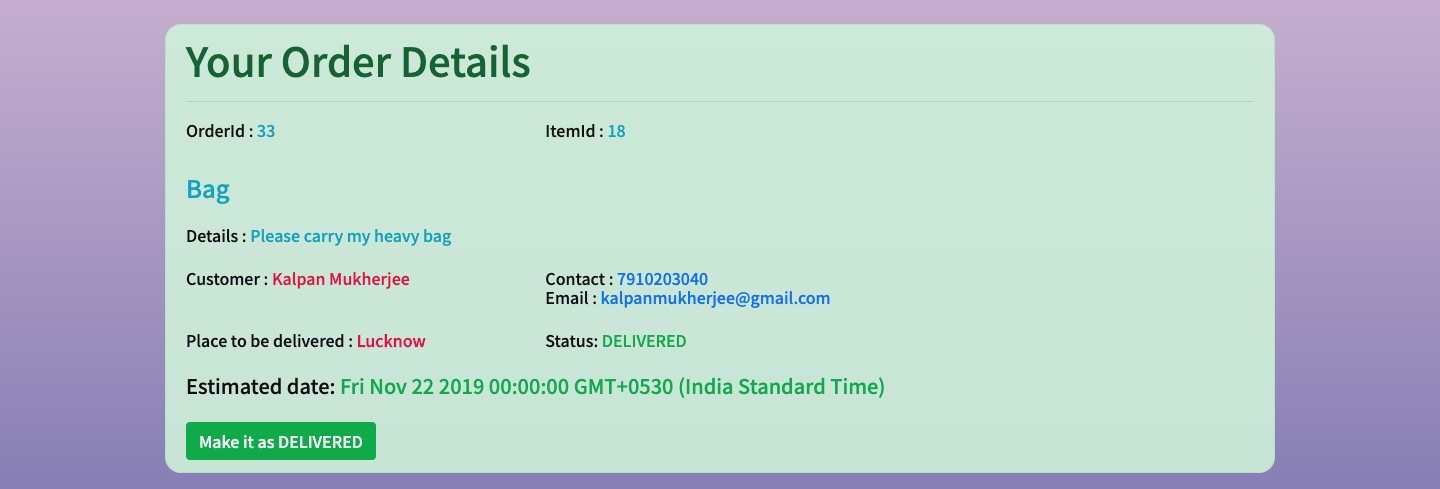 Your Order Details
OrderId : 33 ItemId : 18
Bag
Details : Please carry my heavy bag
Customer : Kalpan Mukherjee Contact : 7910203040
Email : kalpanmukherjee@gmail.com
Place to be delivered : Lucknow Status: DELIVERED
Estimated date: Fri Nov 22 2019 00:00:00 GMT+0530 (India Standard Time)
Make it as DELIVERED